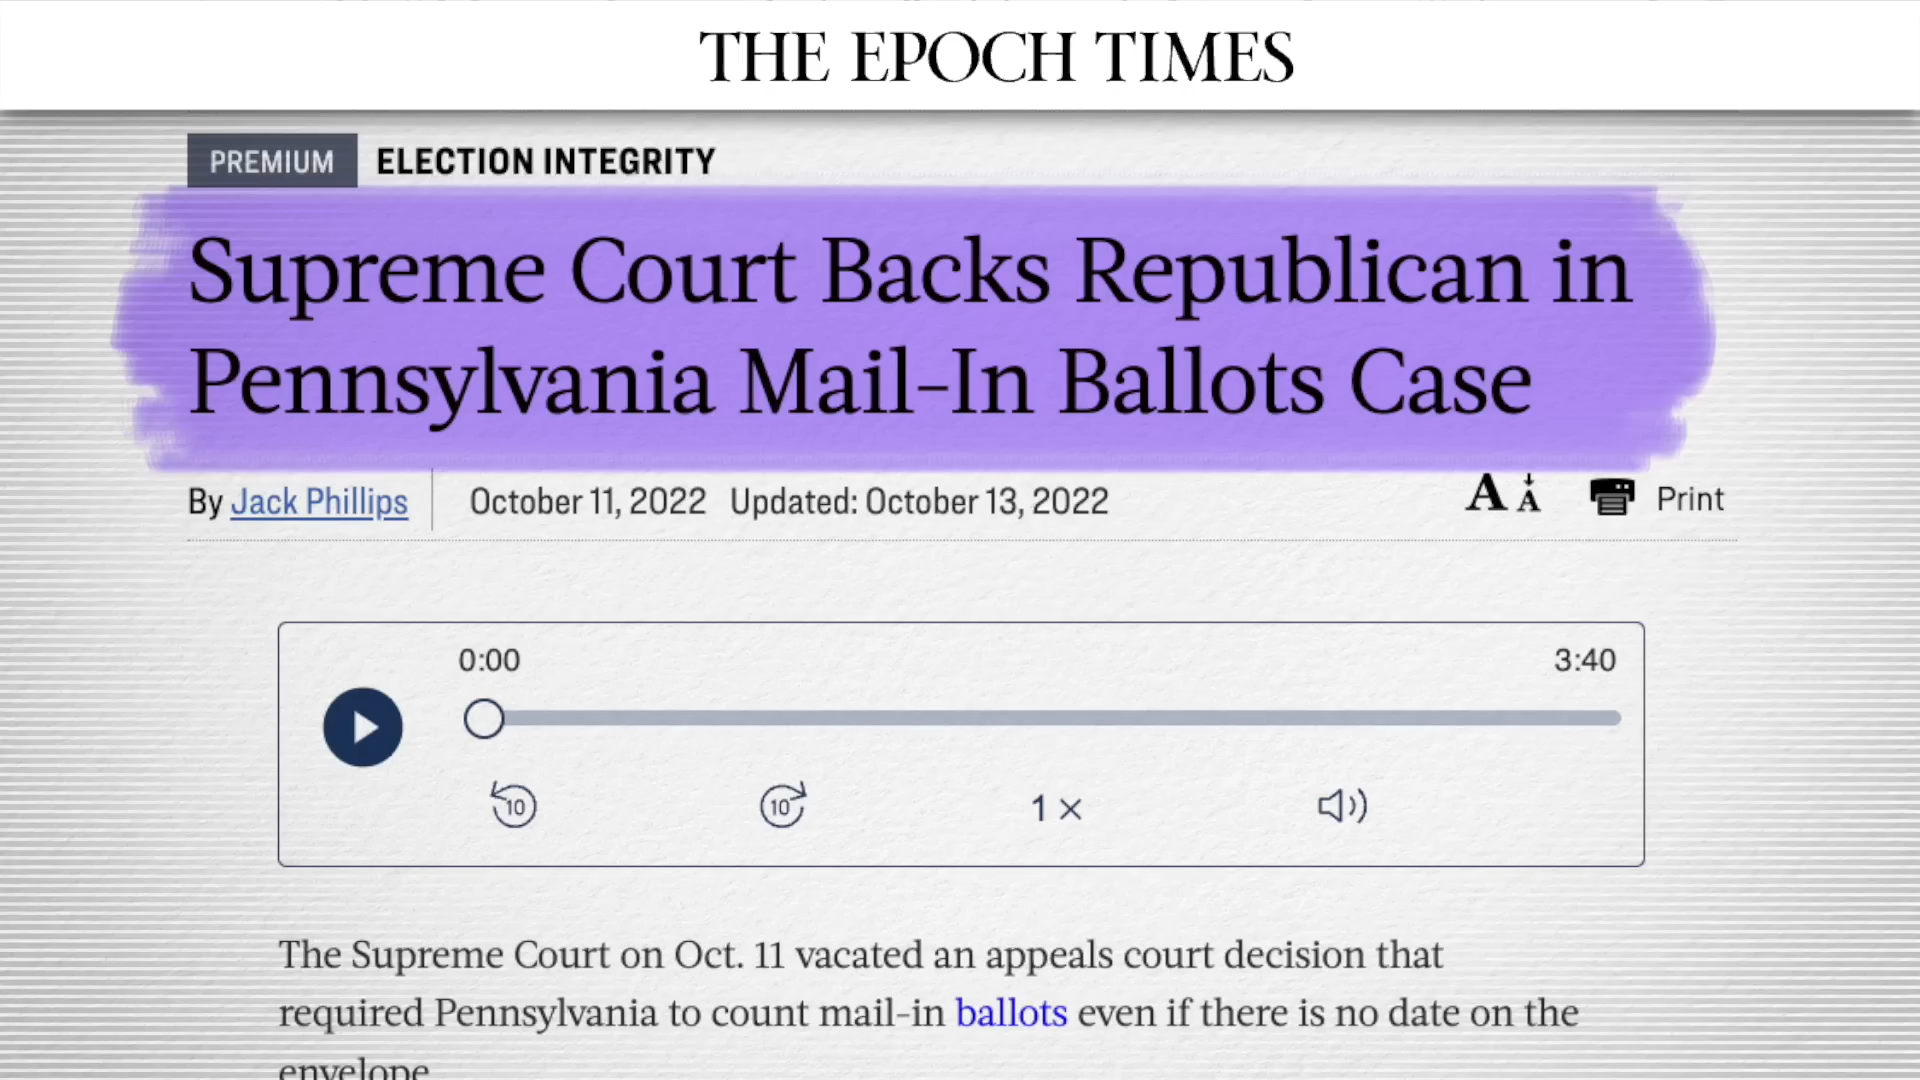 THE EPOCH TIMES
PREMIUM ELECTION INTEGRITY
Supreme Court Backs Republican in
Pennsylvania Mail-In Ballots Case
By Jack Phillips October 11, 2022 Updated: October 13, 2022 A A Print
0:00 3:40
10 10 1 ×
The Supreme Court on Oct. 11 vacated an appeals court decision that
required Pennsylvania to count mail-in ballots even if there is no date on the
envelope